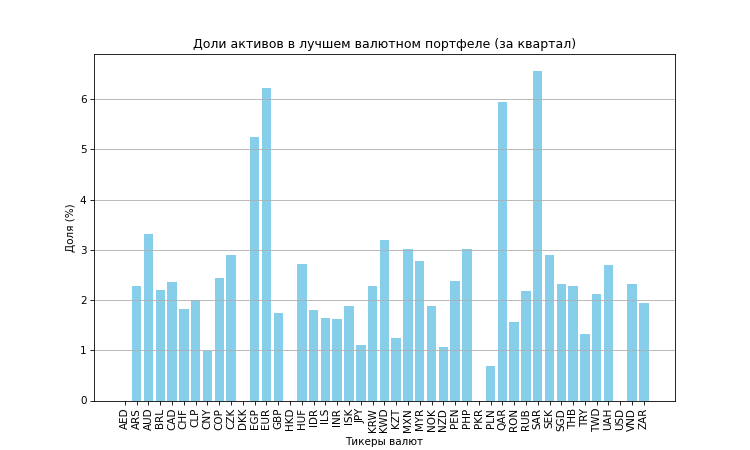 Доли активов в лучшем валютном портфеле (за квартал)
Доля (%)
6
5
4
3
2
1
0
AED ARS AUD BRL CAD CHF CLP CNY COP CZK DKK EGP EUR GBP HKD HUF IDR ILS INR ISK JPY KRW KWD KZT MXN MYR NOK NZD PEN PHP PKR PLN QAR RON RUB SAR SEK SGD THB TRY TWD UAH USD VND ZAR
Тикеры валют